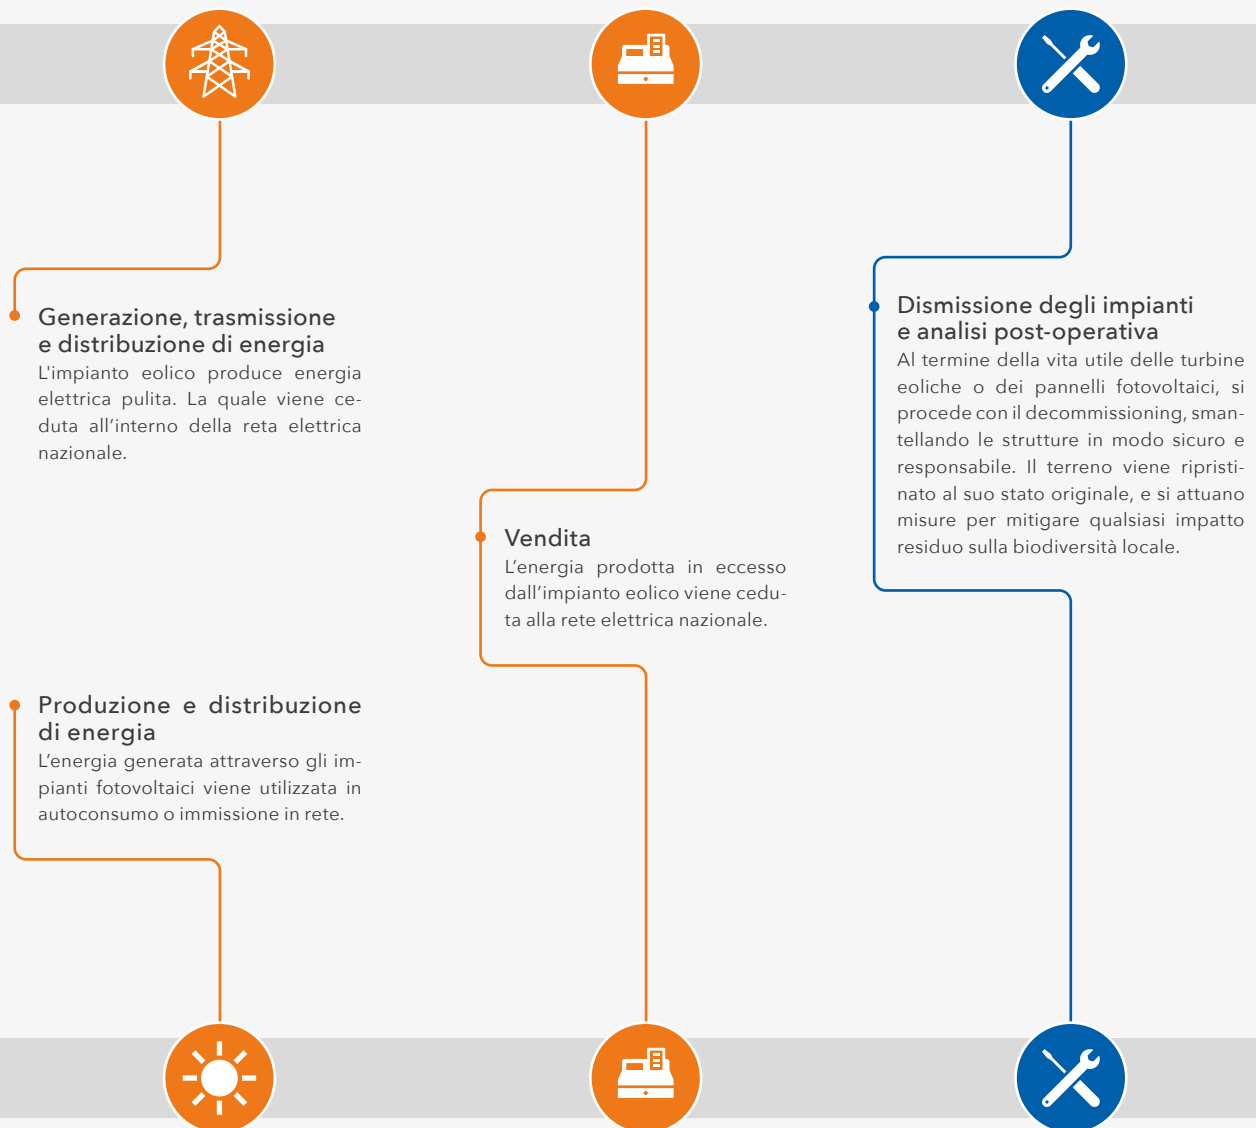 Generazione, trasmissione
e distribuzione di energia
L'impianto eolico produce energia
elettrica pulita. La quale viene ce-
duta all’interno della reta elettrica
nazionale.
Produzione e distribuzione
di energia
L’energia generata attraverso gli im-
pianti fotovoltaici viene utilizzata in
autoconsumo o immissione in rete.
Vendita
L’energia prodotta in eccesso
dall’impianto eolico viene cedu-
ta alla rete elettrica nazionale.
Dismissione degli impianti
e analisi post-operativa
Al termine della vita utile delle turbine
eoliche o dei pannelli fotovoltaici, si
procede con il decommissioning, sman-
tellando le strutture in modo sicuro e
responsabile. Il terreno viene ripristi-
nato al suo stato originale, e si attuano
misure per mitigare qualsiasi impatto
residuo sulla biodiversità locale.